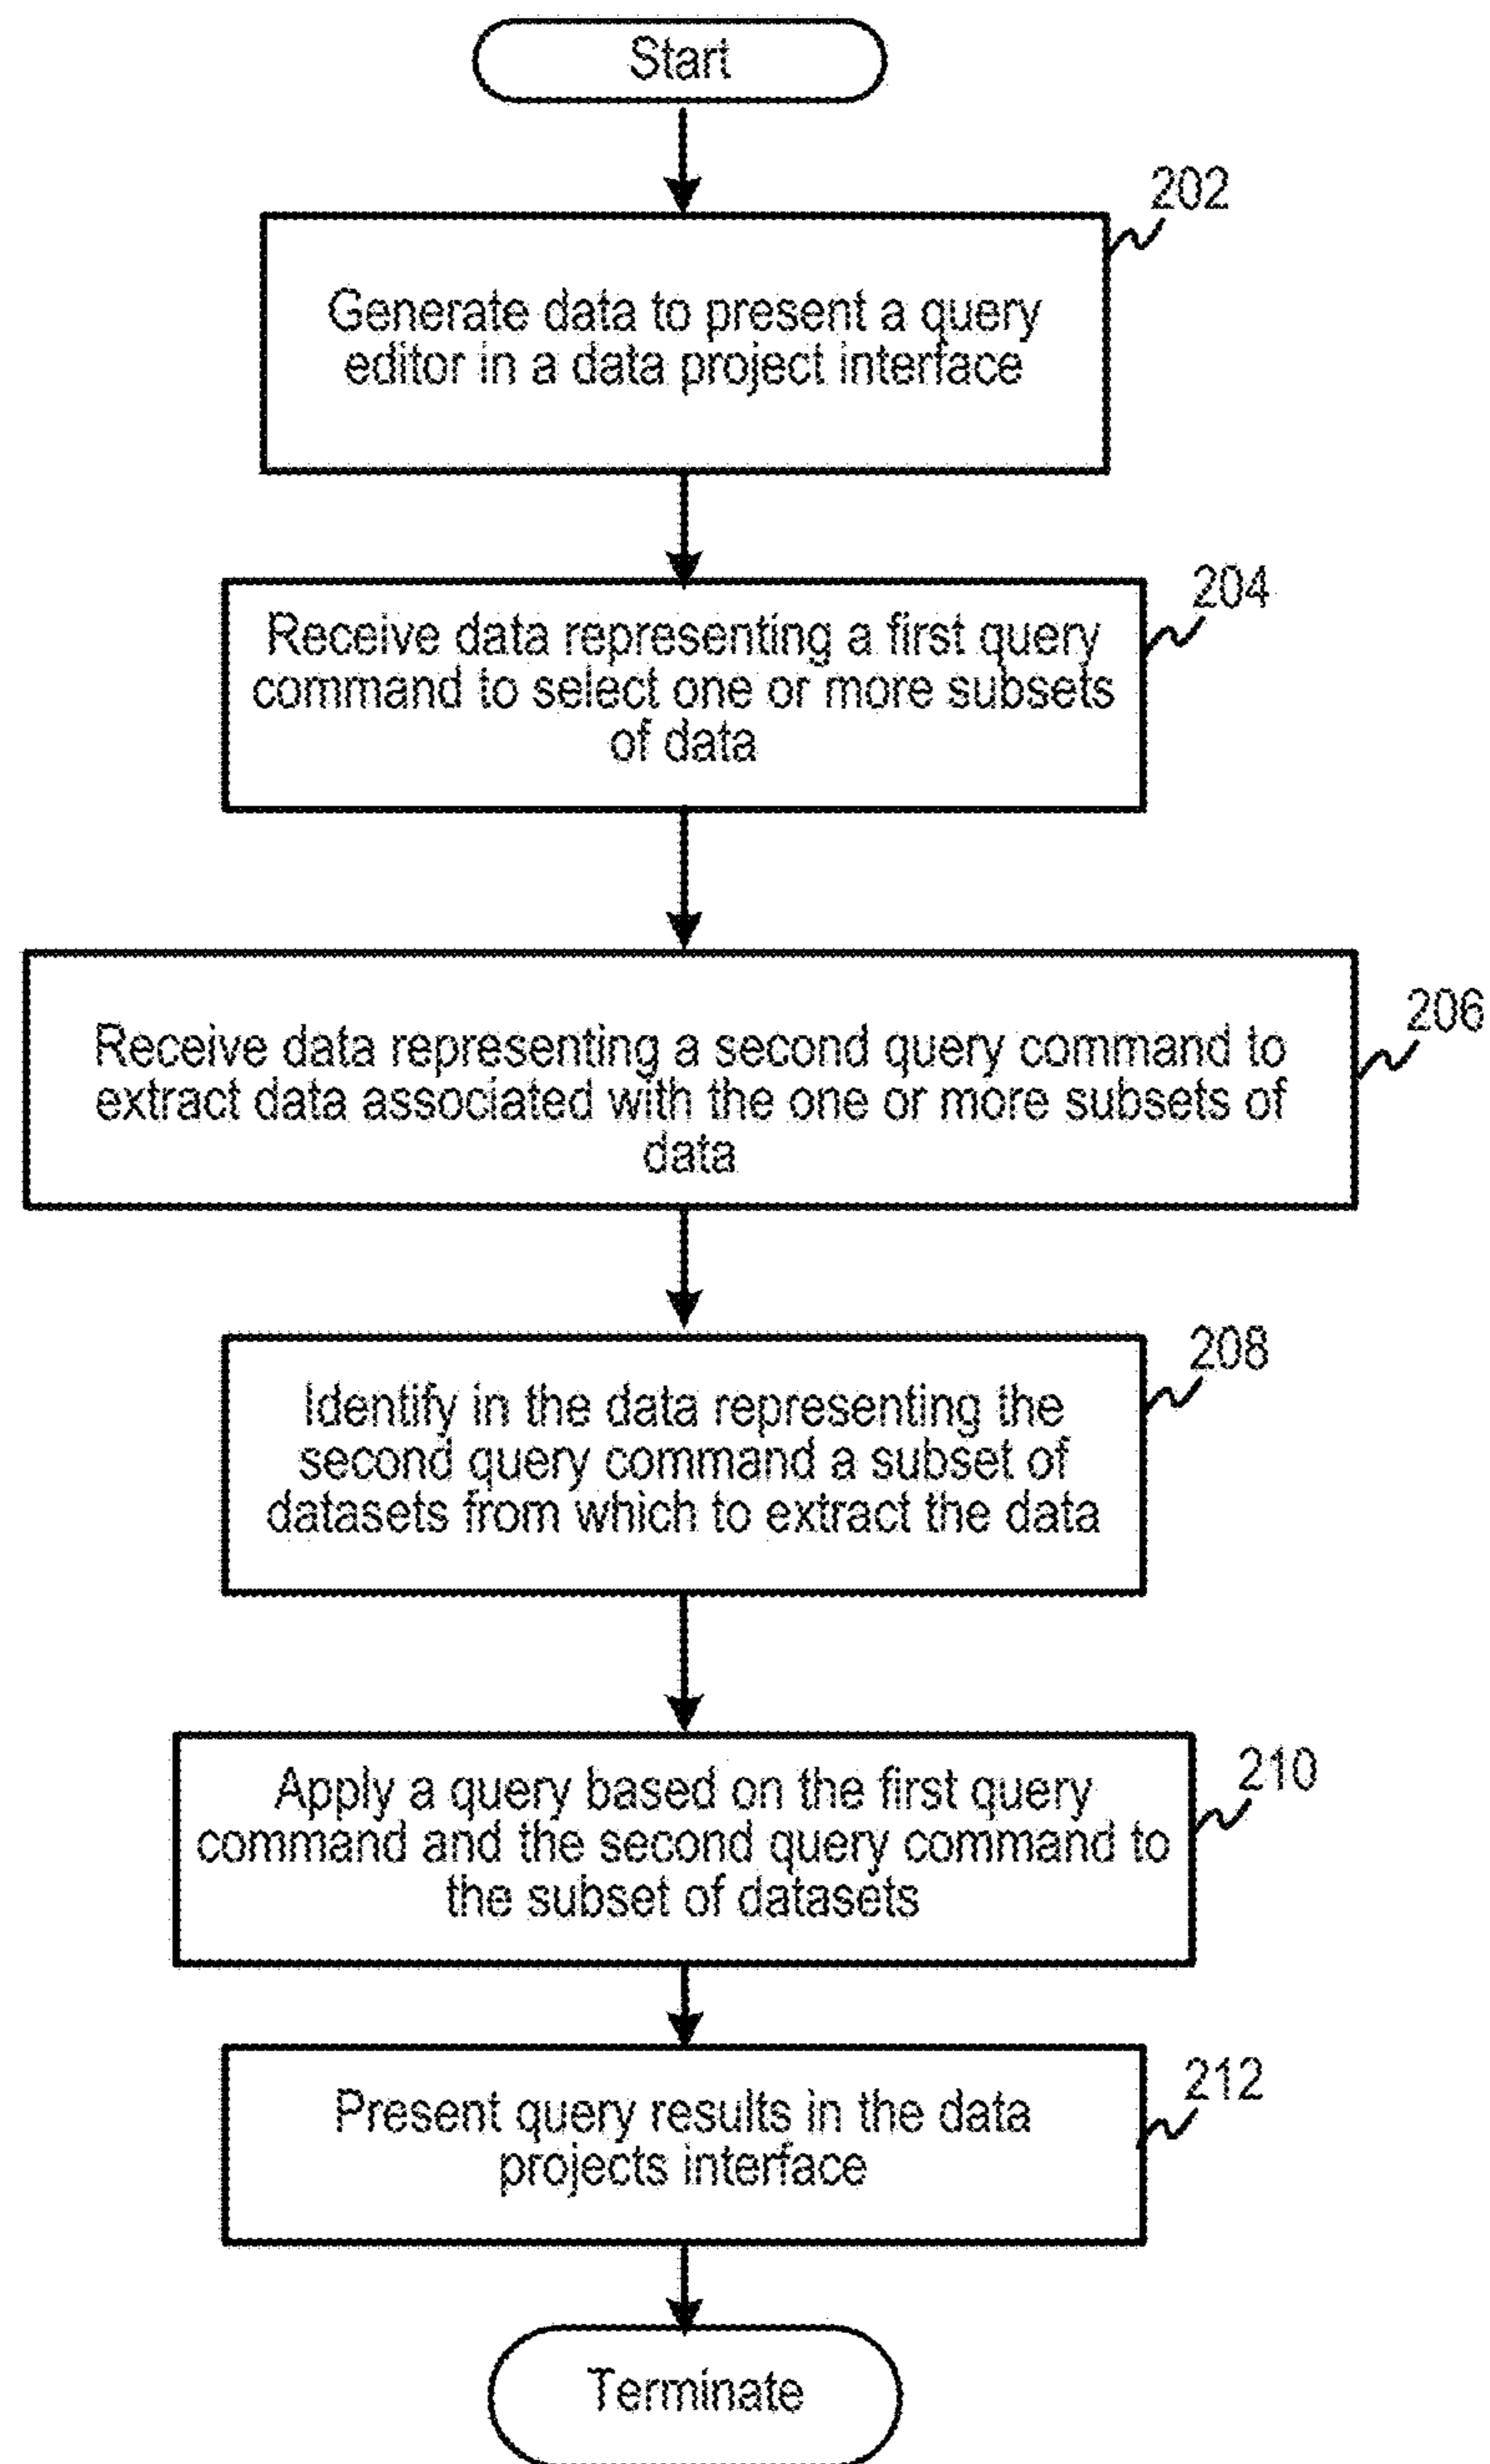 Start
202
Generate data to present a query
editor in a data project interface
204
Receive data representing a first query
command to select one or more subsets
of data
206
Receive data representing a second query command to
extract data associated with the one or more subsets of
data
208
Identify in the data representing the
second query command a subset of
datasets from which to extract the data
210
Apply a query based on the first query
command and the second query command to
the subset of datasets
212
Present query results in the data
projects interface
Terminate